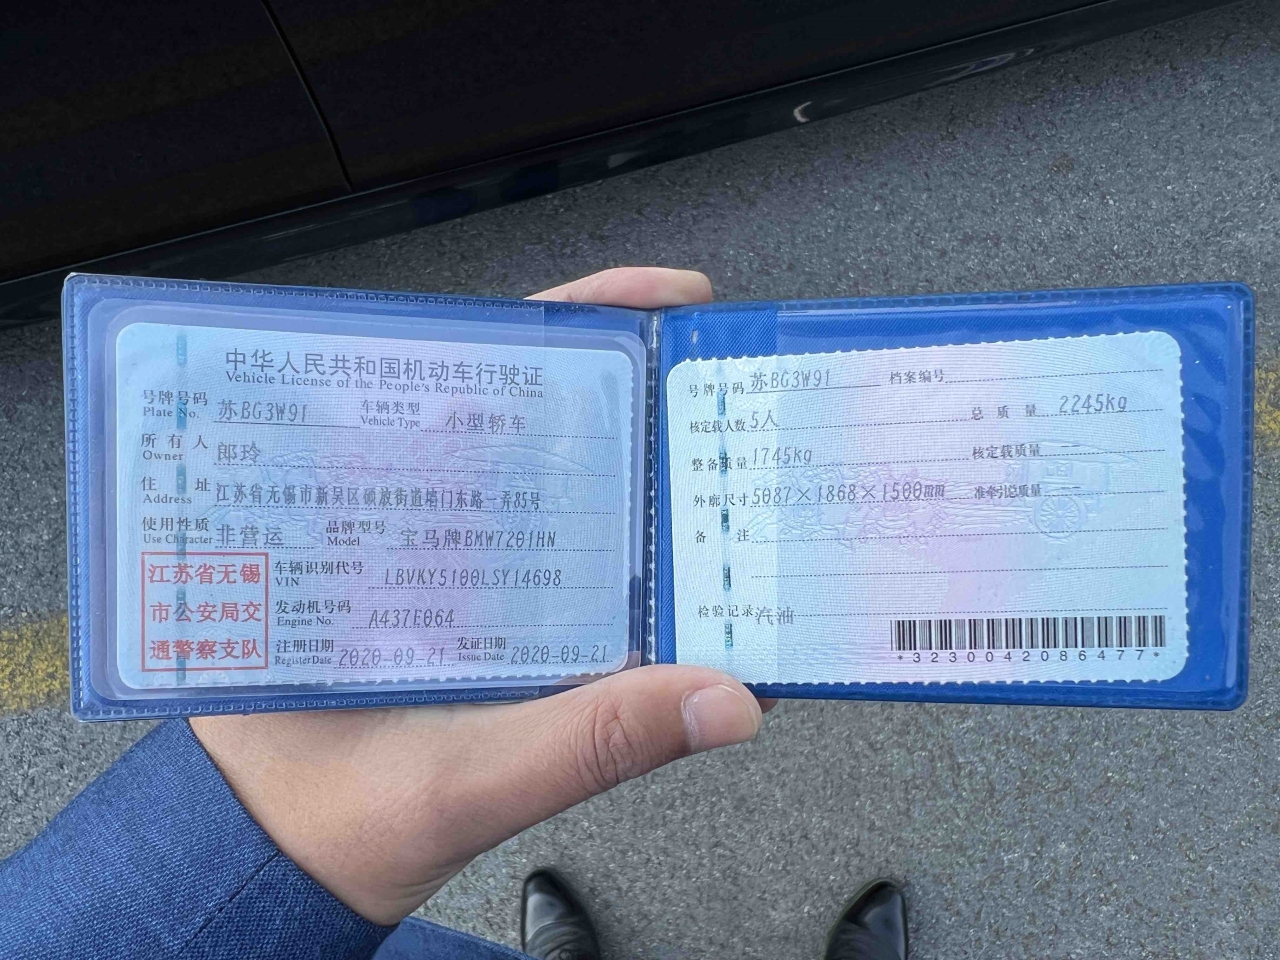 中华人民共和国机动车行驶证
Vehicle License of the People's Republic of China
号牌号码 Plate No. 苏BG3W91 车辆类型 Vehicle Type 小型轿车
所有人 Owner 郎玲
住址 Address 江苏省无锡市新吴区硕放街道墙门东路一弄85号
使用性质 Use Character 非营运 品牌型号 Model 宝马牌BMW7201HN
江苏省无锡
市公安局交
通警察支队
车辆识别代号 VIN LBVKY5100LSY14698
发动机号码 Engine No. A437E064
注册日期 Register Date 2020-09-21 发证日期 Issue Date 2020-09-21
号牌号码 苏BG3W91 档案编号
核定载人数 5人 总质量 2245kg
整备质量 1745kg 核定载质量
外廓尺寸 5087×1868×1500mm 准牵引总质量
备注
检验记录 汽油
*3230042086477*